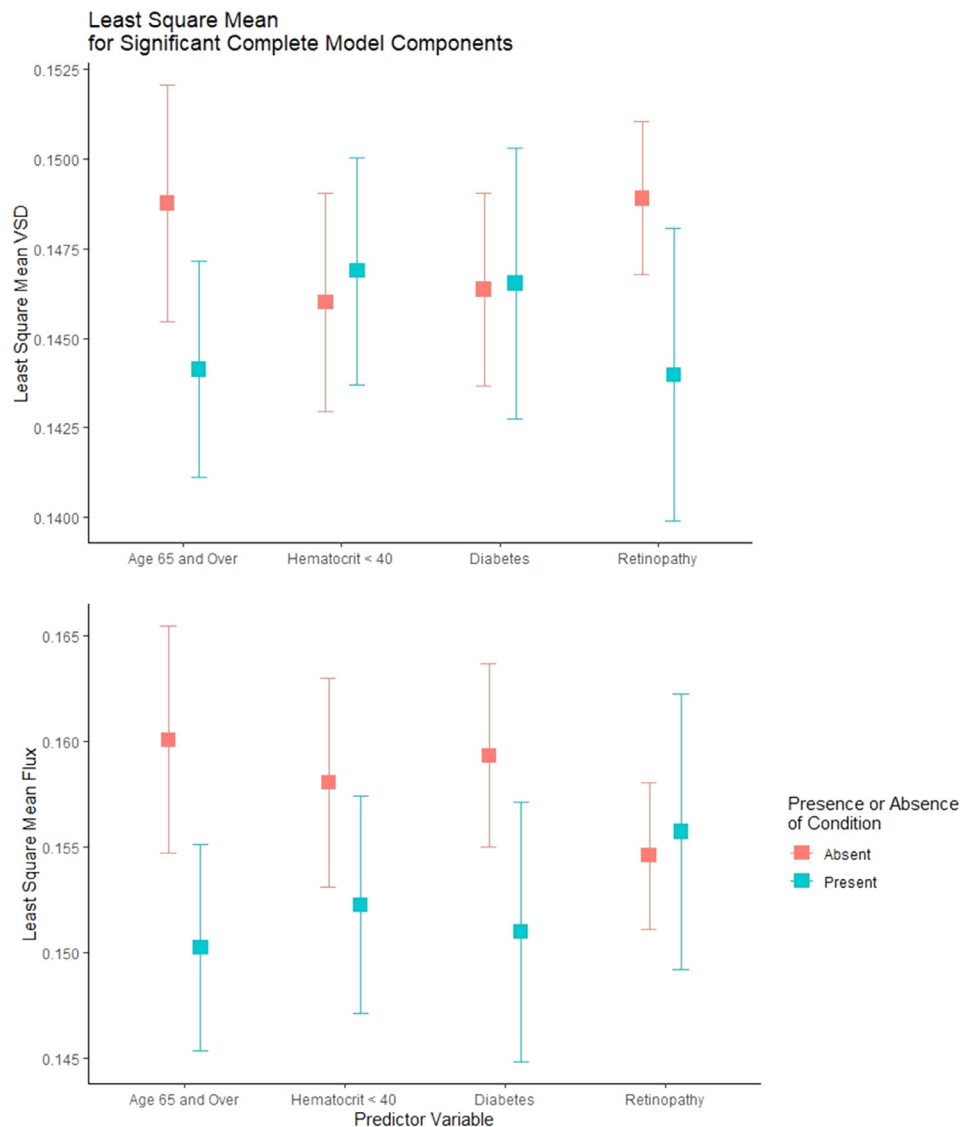 Least Square Mean
for Significant Complete Model Components
Least Square Mean VSD
0.1525
0.1500
0.1475
0.1450
0.1425
0.1400
Age 65 and Over
Hematocrit < 40
Diabetes
Retinopathy
Least Square Mean Flux
0.165
0.160
0.155
0.150
0.145
Age 65 and Over
Hematocrit < 40
Diabetes
Retinopathy
Predictor Variable
Presence or Absence
of Condition
Absent
Present